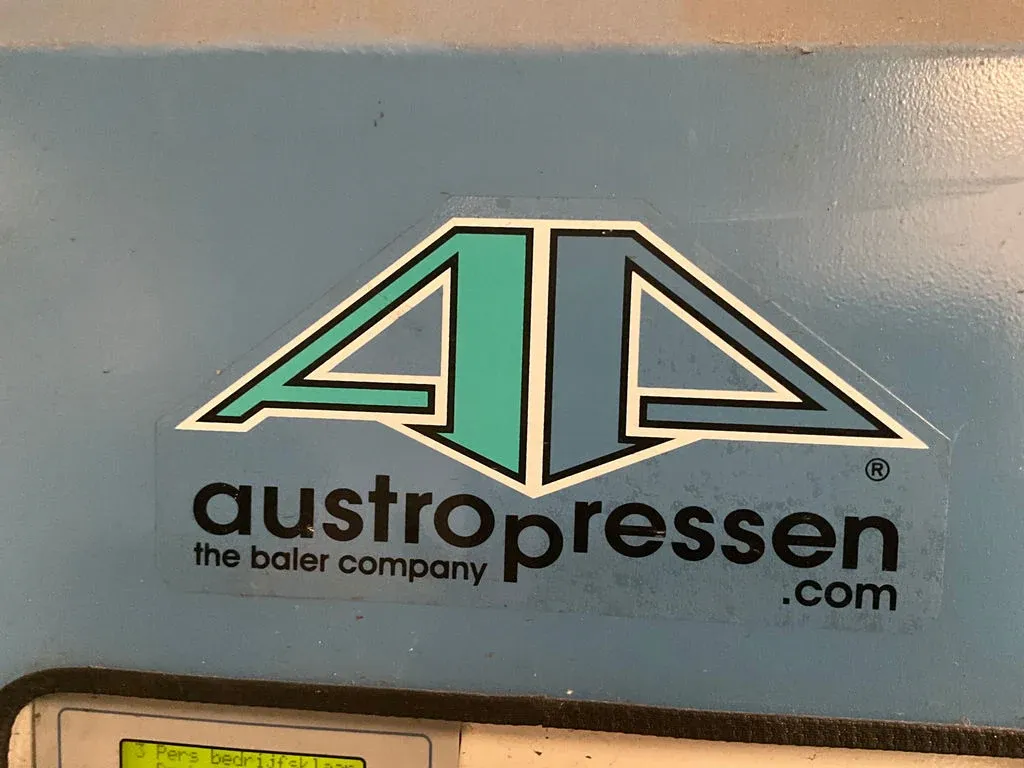 ®
austropressen
the baler company
.com
3 Pers bedrijfsklaar